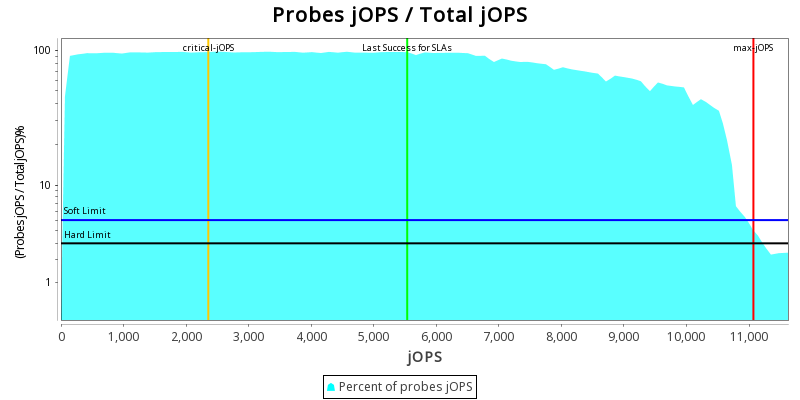 Probes jOPS / Total jOPS
critical-jOPS
Last Success for SLAs
max-jOPS
100
10
1
(Probes jOPS / Total jOPS)%
Soft Limit
Hard Limit
0
1,000
2,000
3,000
4,000
5,000
6,000
7,000
8,000
9,000
10,000
11,000
jOPS
Percent of probes jOPS